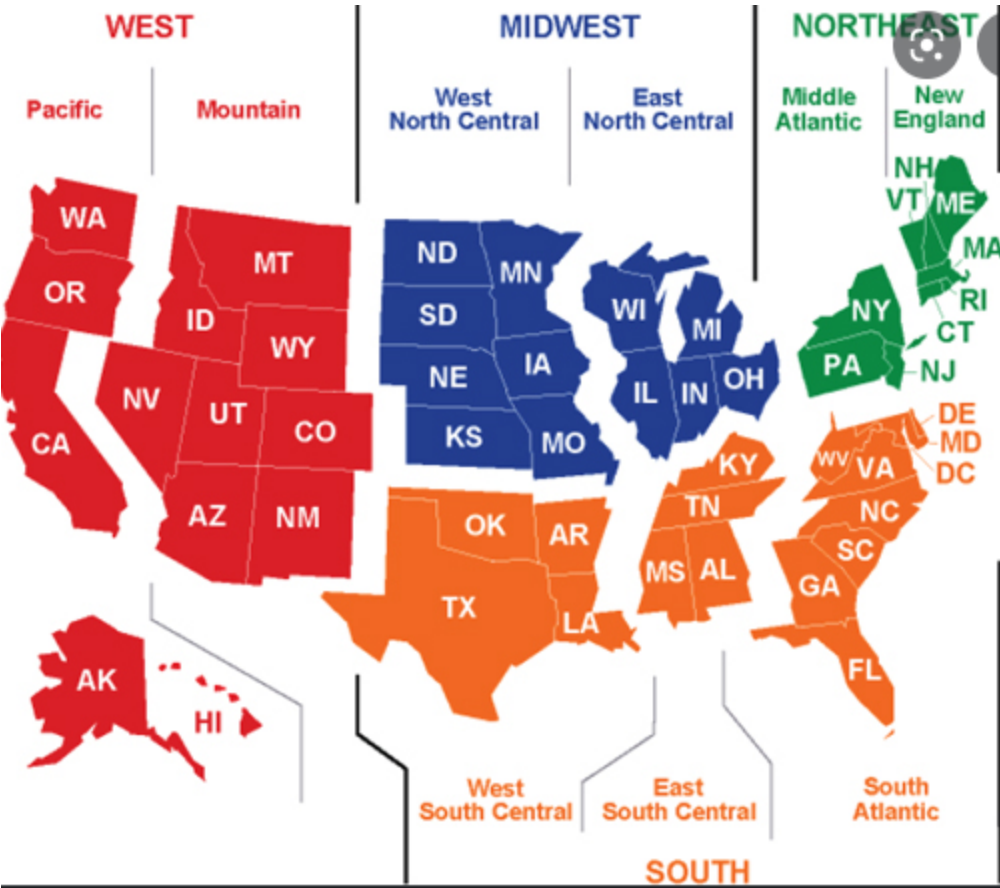 WEST
MIDWEST
NORTHEAST
Pacific
Mountain
West
North Central
East
North Central
Middle
Atlantic
New
England
WA
OR
CA
MT
ID
WY
NV
UT
CO
AZ
NM
AK
HI
ND
SD
NE
KS
MN
IA
MO
WI
MI
IL
IN
OH
NH
VT
ME
MA
RI
CT
NY
PA
NJ
DE
MD
DC
WV
VA
NC
SC
GA
FL
KY
TN
MS
AL
OK
AR
TX
LA
West
South Central
East
South Central
South
Atlantic
SOUTH